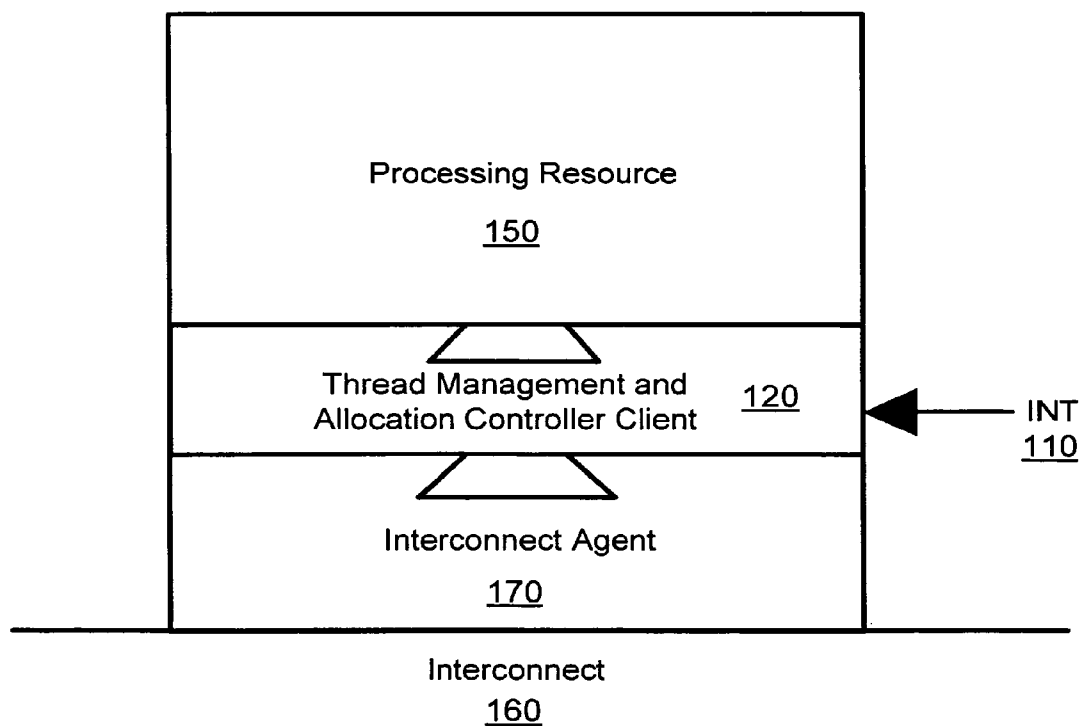 Processing Resource
150
Thread Management and
Allocation Controller Client
120
INT
110
Interconnect Agent
170
Interconnect
160